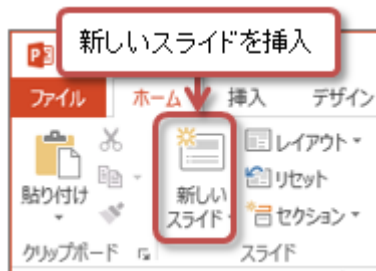 新しいスライドを挿入
ファイル ホーム 挿入 デザイン
貼り付け
新しい
スライド
レイアウト
リセット
セクション
クリップボード スライド